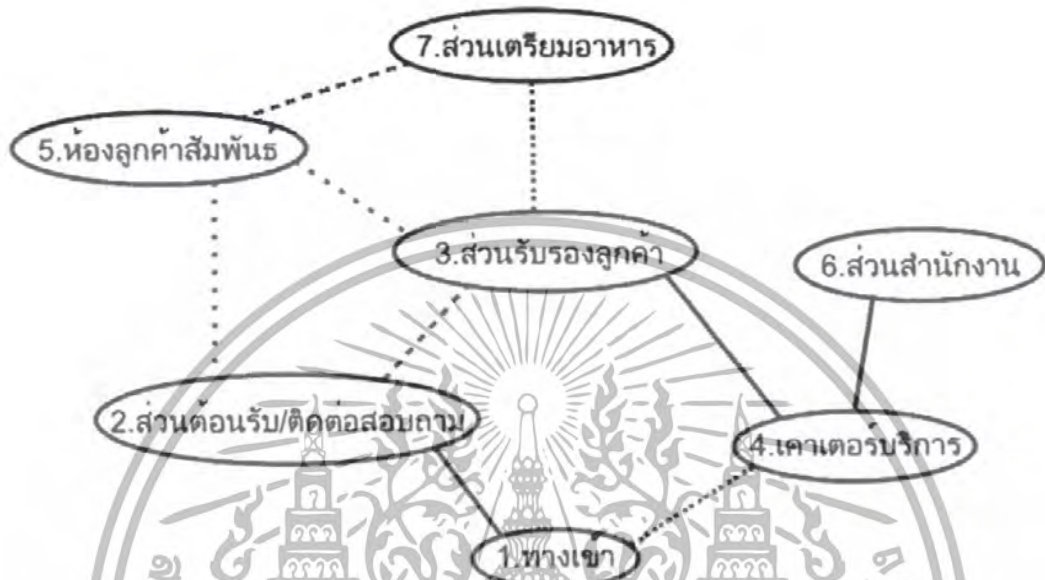 7.ส่วนเตรียมอาหาร
5.ห้องลูกค้าสัมพันธ์
3.ส่วนรับรองลูกค้า
6.ส่วนสำนักงาน
2.ส่วนต้อนรับ/ติดต่อสอบถาม
4.เคาเตอร์บริการ
1.ทางเขา